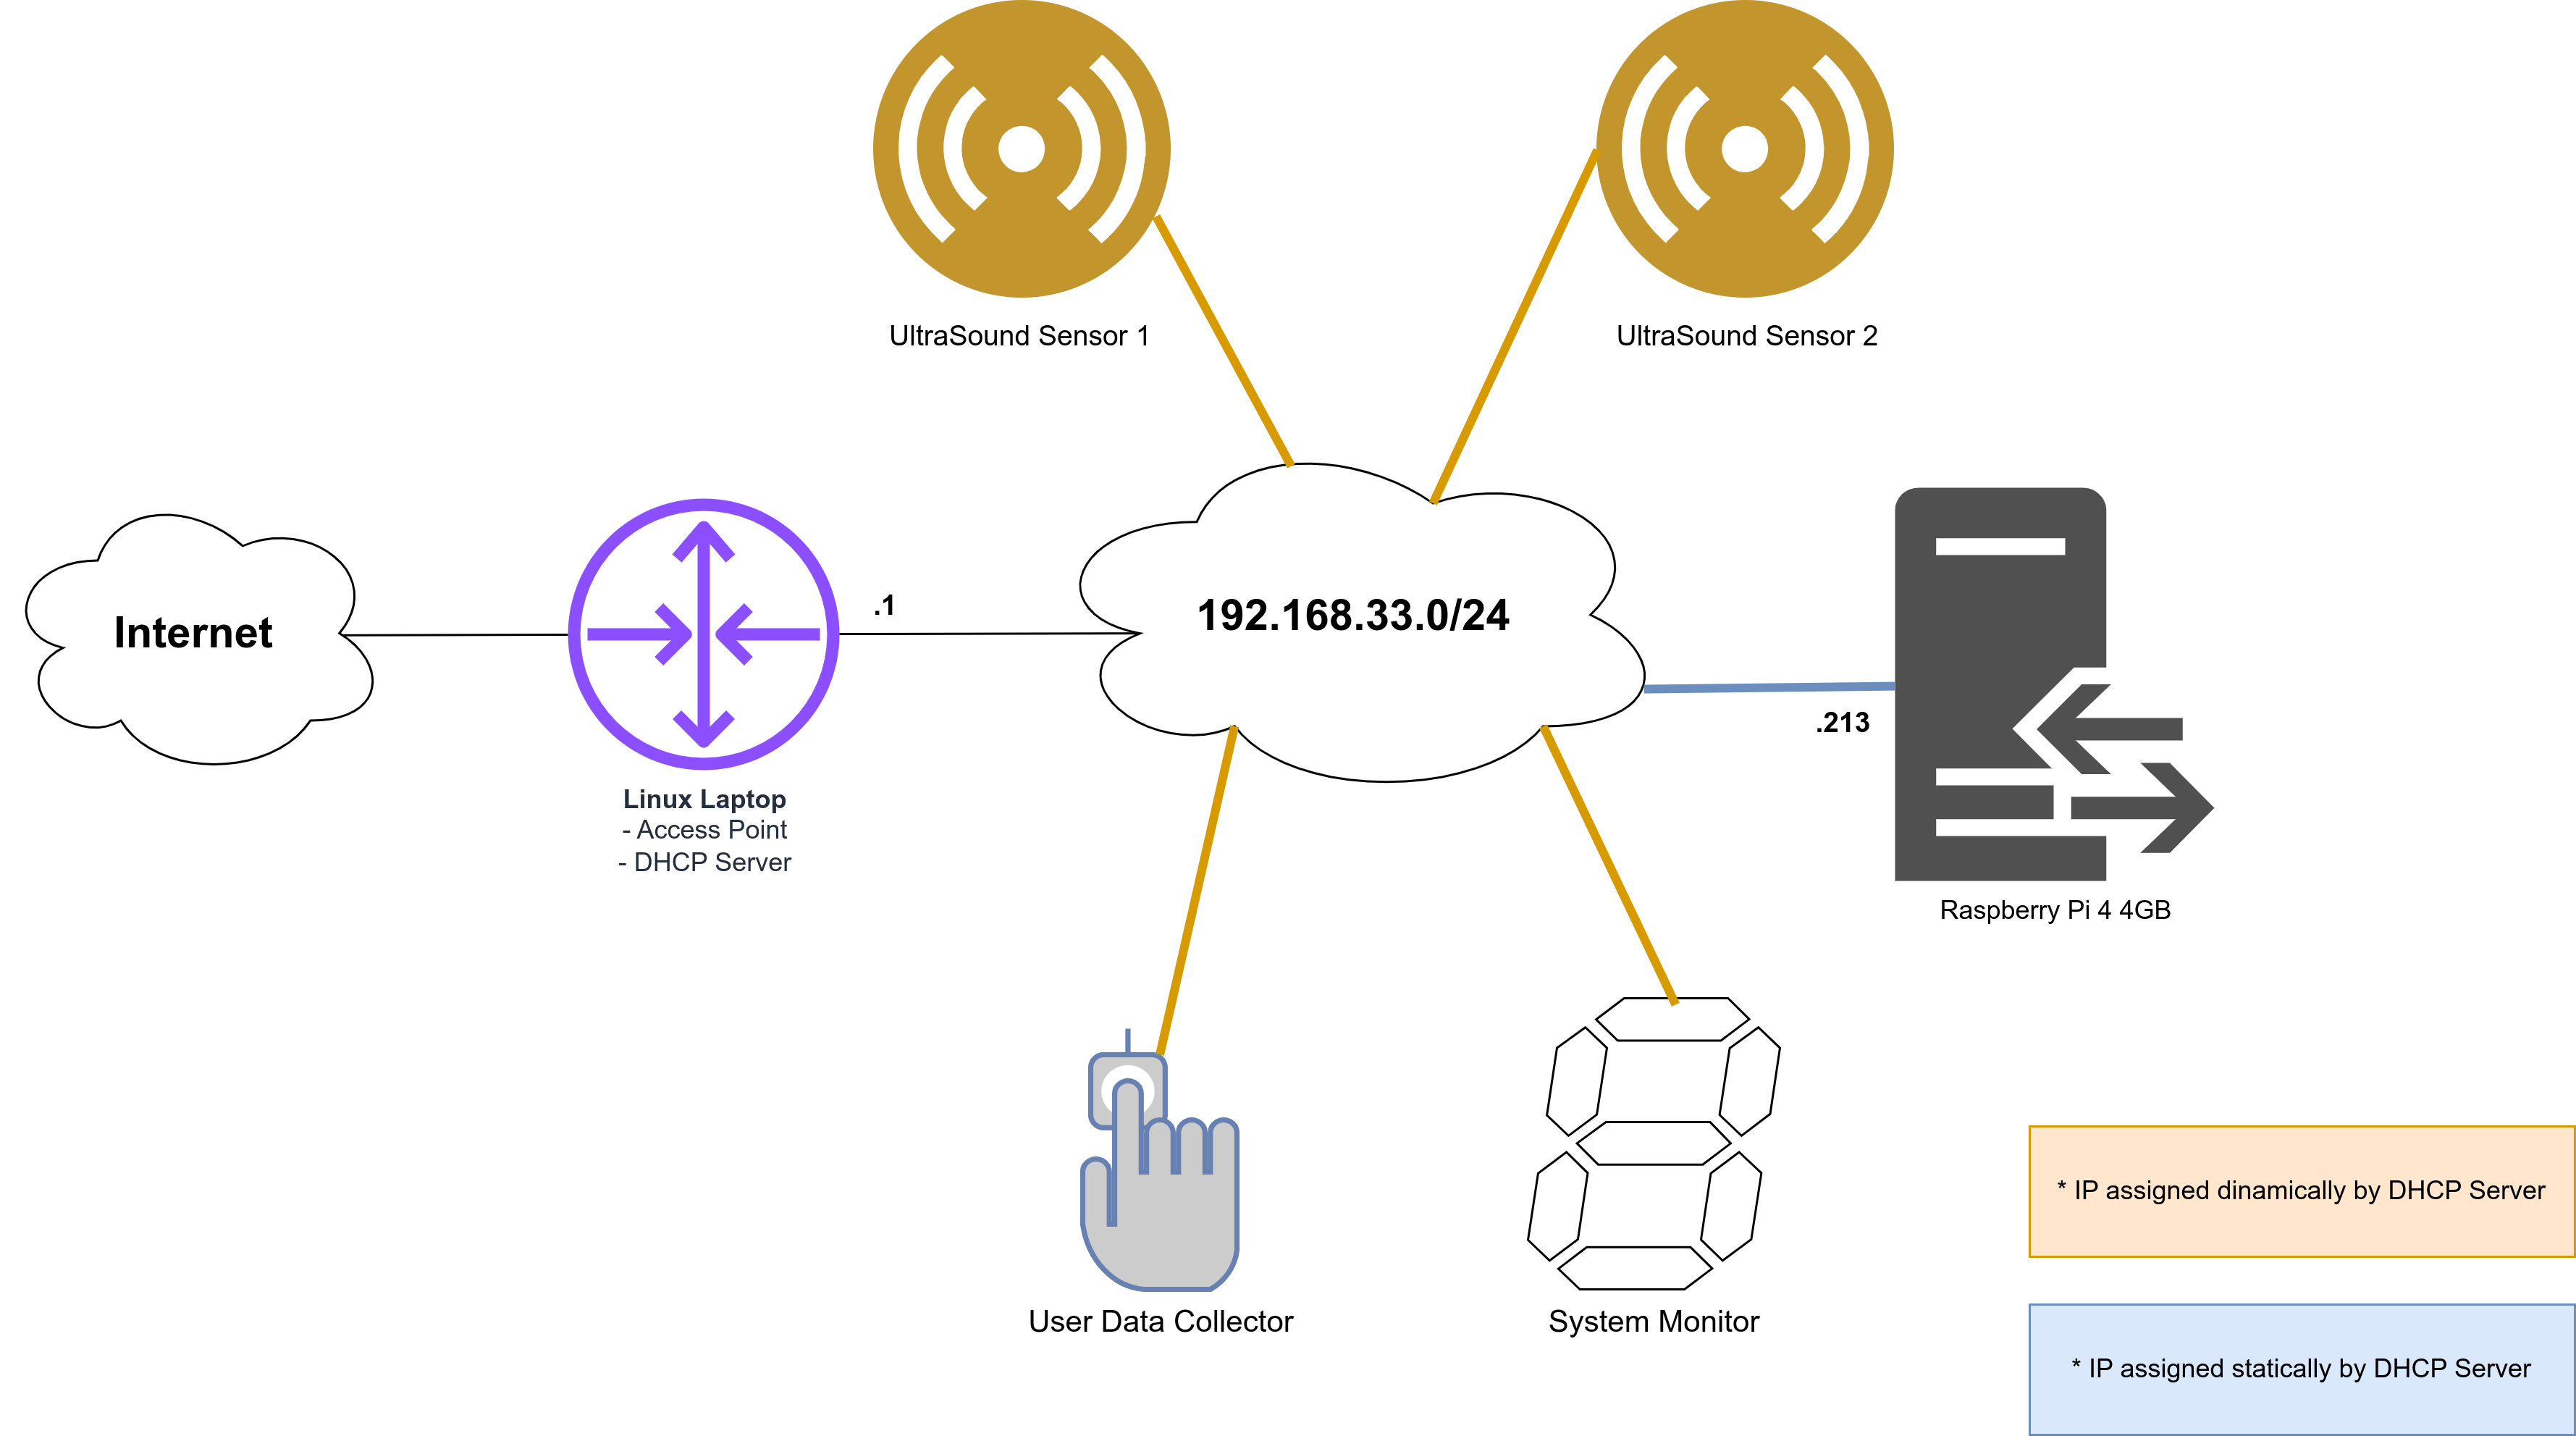 UltraSound Sensor 1
UltraSound Sensor 2
Internet
.1
192.168.33.0/24
.213
Linux Laptop
- Access Point
- DHCP Server
Raspberry Pi 4 4GB
User Data Collector
System Monitor
* IP assigned dinamically by DHCP Server
* IP assigned statically by DHCP Server